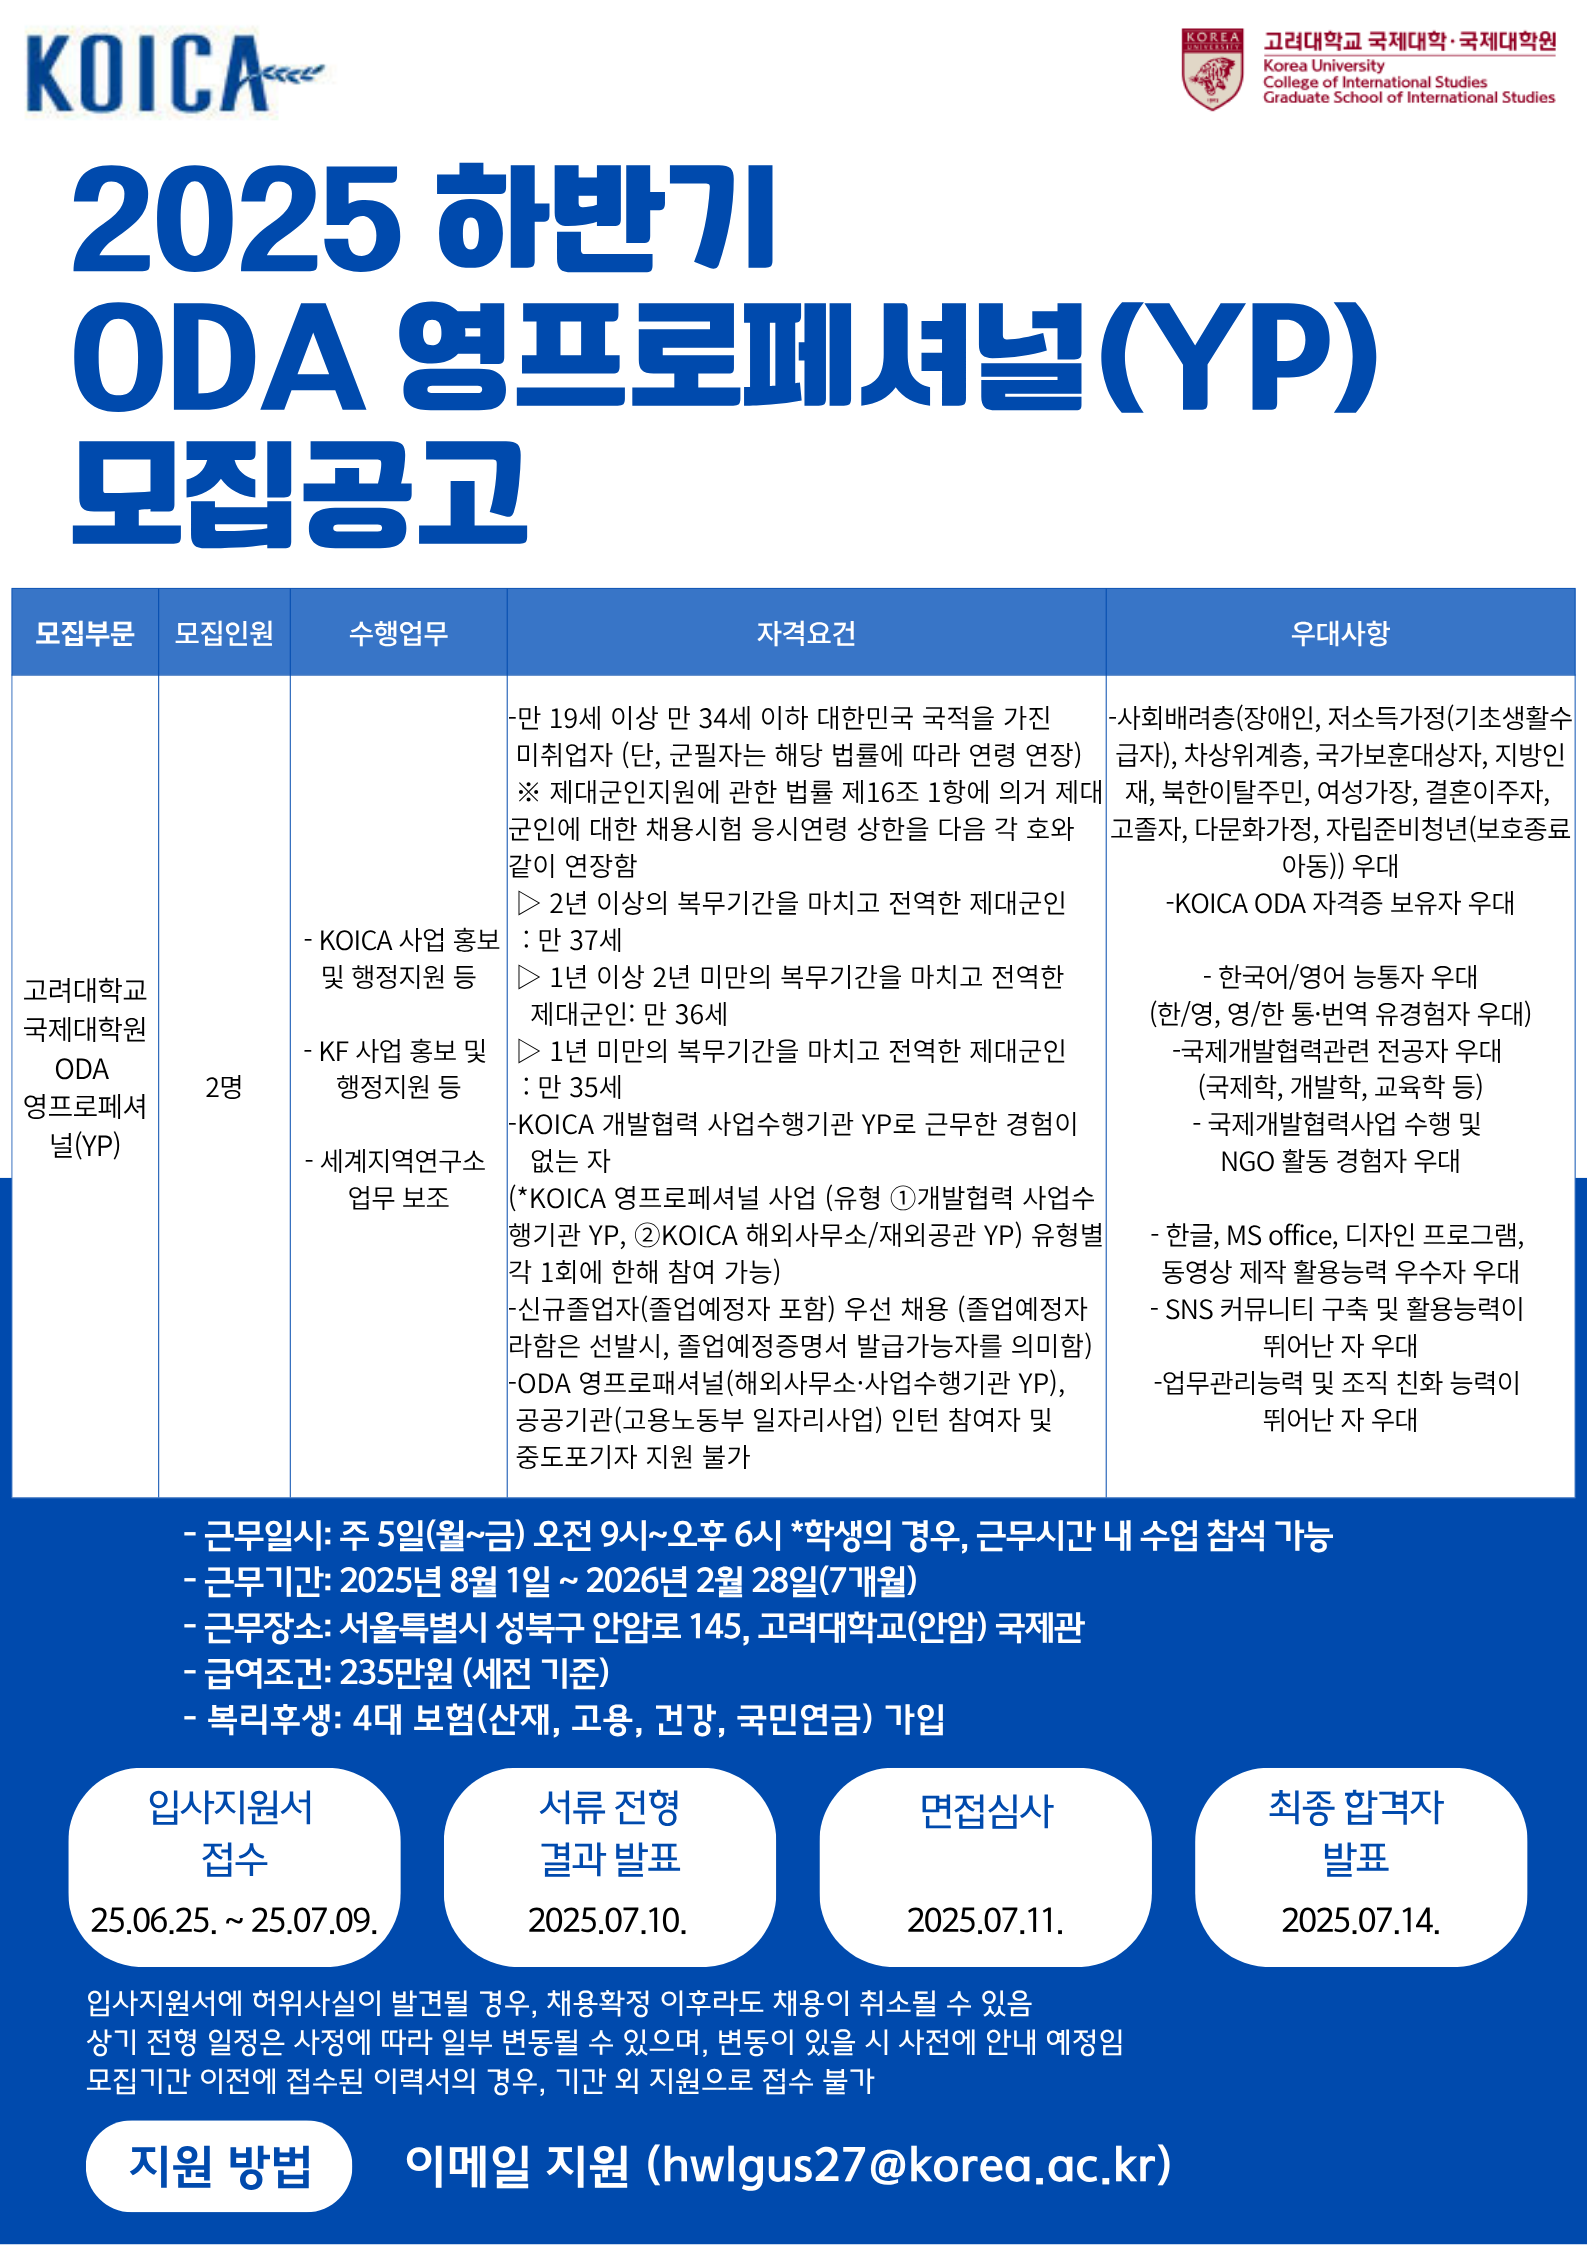 KOICA
KOREA
UNIVERSITY
고려대학교 국제대학·국제대학원
Korea University
College of International Studies
Graduate School of International Studies
2025 하반기
ODA 영프로페셔널(YP)
모집공고
모집부문
모집인원
수행업무
자격요건
우대사항
고려대학교
국제대학원
ODA
영프로페셔
널(YP)
2명
- KOICA 사업 홍보
및 행정지원 등
- KF 사업 홍보 및
행정지원 등
- 세계지역연구소
업무 보조
-만 19세 이상 만 34세 이하 대한민국 국적을 가진
미취업자 (단, 군필자는 해당 법률에 따라 연령 연장)
※ 제대군인지원에 관한 법률 제16조 1항에 의거 제대
군인에 대한 채용시험 응시연령 상한을 다음 각 호와
같이 연장함
▷ 2년 이상의 복무기간을 마치고 전역한 제대군인
: 만 37세
▷ 1년 이상 2년 미만의 복무기간을 마치고 전역한
제대군인: 만 36세
▷ 1년 미만의 복무기간을 마치고 전역한 제대군인
: 만 35세
-KOICA 개발협력 사업수행기관 YP로 근무한 경험이
없는 자
(*KOICA 영프로페셔널 사업 (유형 ①개발협력 사업수
행기관 YP, ②KOICA 해외사무소/재외공관 YP) 유형별
각 1회에 한해 참여 가능)
-신규졸업자(졸업예정자 포함) 우선 채용 (졸업예정자
라함은 선발시, 졸업예정증명서 발급가능자를 의미함)
-ODA 영프로패셔널(해외사무소·사업수행기관 YP),
공공기관(고용노동부 일자리사업) 인턴 참여자 및
중도포기자 지원 불가
-사회배려층(장애인, 저소득가정(기초생활수
급자), 차상위계층, 국가보훈대상자, 지방인
재, 북한이탈주민, 여성가장, 결혼이주자,
고졸자, 다문화가정, 자립준비청년(보호종료
아동)) 우대
-KOICA ODA 자격증 보유자 우대
- 한국어/영어 능통자 우대
(한/영, 영/한 통·번역 유경험자 우대)
-국제개발협력관련 전공자 우대
(국제학, 개발학, 교육학 등)
- 국제개발협력사업 수행 및
NGO 활동 경험자 우대
- 한글, MS office, 디자인 프로그램,
동영상 제작 활용능력 우수자 우대
- SNS 커뮤니티 구축 및 활용능력이
뛰어난 자 우대
-업무관리능력 및 조직 친화 능력이
뛰어난 자 우대
- 근무일시: 주 5일(월~금) 오전 9시~오후 6시 *학생의 경우, 근무시간 내 수업 참석 가능
- 근무기간: 2025년 8월 1일 ~ 2026년 2월 28일(7개월)
- 근무장소: 서울특별시 성북구 안암로 145, 고려대학교(안암) 국제관
- 급여조건: 235만원 (세전 기준)
- 복리후생: 4대 보험(산재, 고용, 건강, 국민연금) 가입
입사지원서
접수
25.06.25. ~ 25.07.09.
서류 전형
결과 발표
2025.07.10.
면접심사
2025.07.11.
최종 합격자
발표
2025.07.14.
입사지원서에 허위사실이 발견될 경우, 채용확정 이후라도 채용이 취소될 수 있음
상기 전형 일정은 사정에 따라 일부 변동될 수 있으며, 변동이 있을 시 사전에 안내 예정임
모집기간 이전에 접수된 이력서의 경우, 기간 외 지원으로 접수 불가
지원 방법
이메일 지원 (hwlgus27@korea.ac.kr)